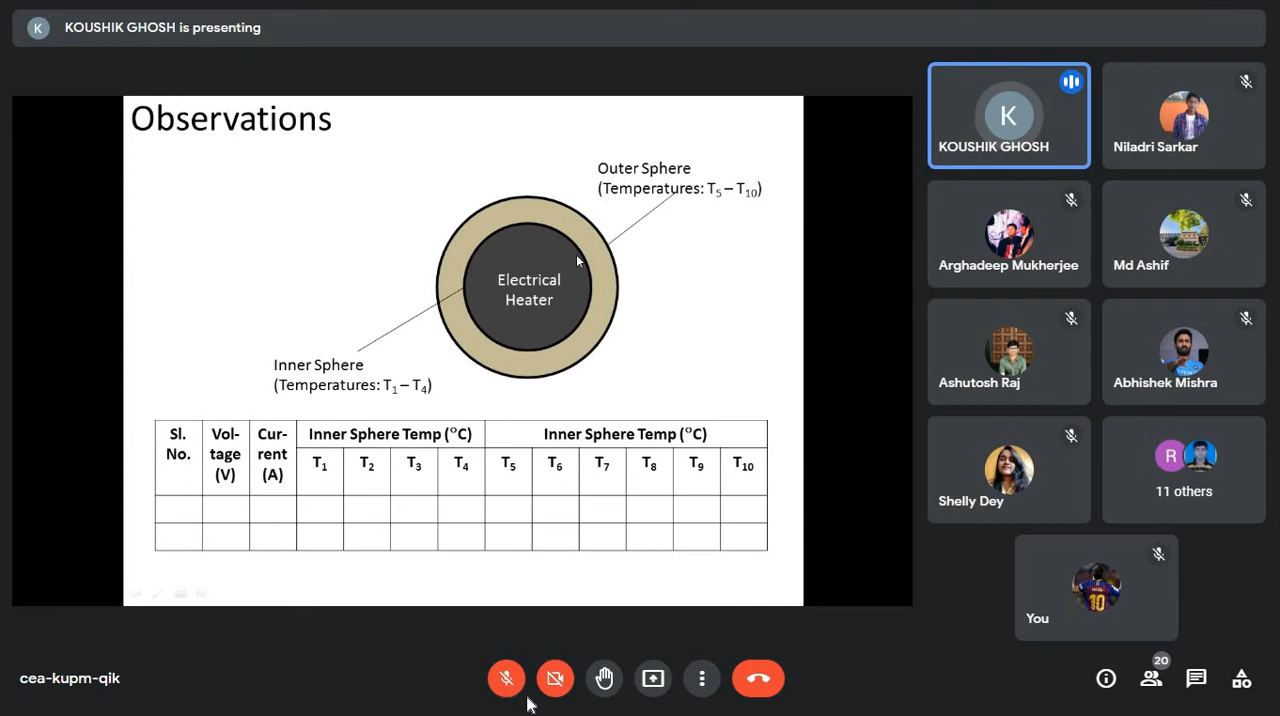 K
KOUSHIK GHOSH is presenting
Observations
Outer Sphere
(Temperatures: T₅ – T₁₀)
Electrical
Heater
Inner Sphere
(Temperatures: T₁ – T₄)
Sl. No. Vol-tage (V) Cur-rent (A) Inner Sphere Temp (°C) Inner Sphere Temp (°C)
T₁ T₂ T₃ T₄ T₅ T₆ T₇ T₈ T₉ T₁₀
K
KOUSHIK GHOSH
Niladri Sarkar
Arghadeep Mukherjee
Md Ashif
Ashutosh Raj
Abhishek Mishra
Shelly Dey
R
11 others
10
You
cea-kupm-qik
20